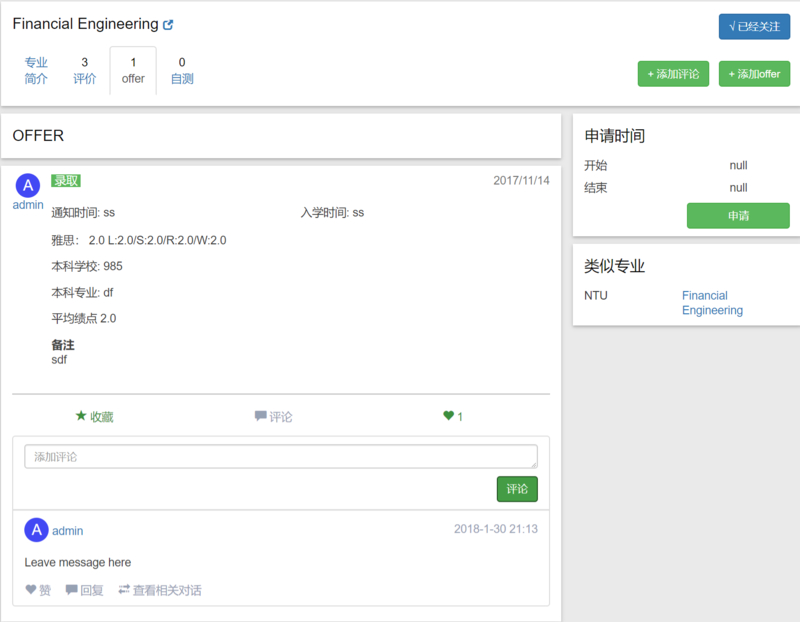 Financial Engineering
√ 已经关注
专业
简介
3
评价
1
offer
0
自测
+ 添加评论
+ 添加offer
OFFER
A
admin
录取
2017/11/14
通知时间: ss
入学时间: ss
雅思: 2.0 L:2.0/S:2.0/R:2.0/W:2.0
本科学校: 985
本科专业: df
平均绩点 2.0
备注
sdf
收藏
评论
1
添加评论
评论
A
admin
2018-1-30 21:13
Leave message here
赞
回复
查看相关对话
申请时间
开始 null
结束 null
申请
类似专业
NTU
Financial
Engineering